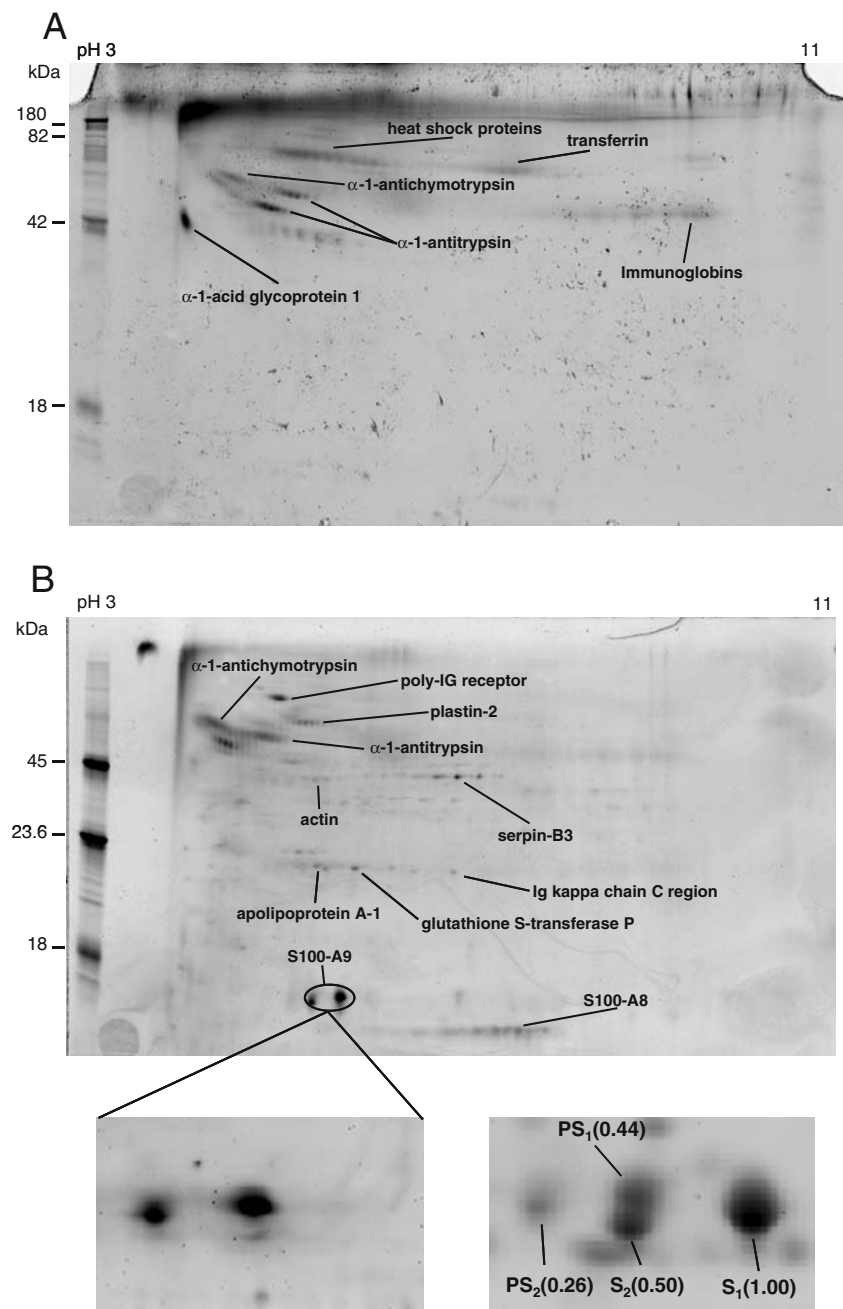 A
pH 3
11
kDa
180
82
42
18
heat shock proteins
transferrin
α-1-antichymotrypsin
α-1-antitrypsin
Immunoglobins
α-1-acid glycoprotein 1
B
pH 3
11
kDa
45
23.6
18
α-1-antichymotrypsin
poly-IG receptor
plastin-2
α-1-antitrypsin
actin
serpin-B3
Ig kappa chain C region
apolipoprotein A-1
glutathione S-transferase P
S100-A9
S100-A8
PS₁(0.44)
PS₂(0.26)
S₂(0.50)
S₁(1.00)